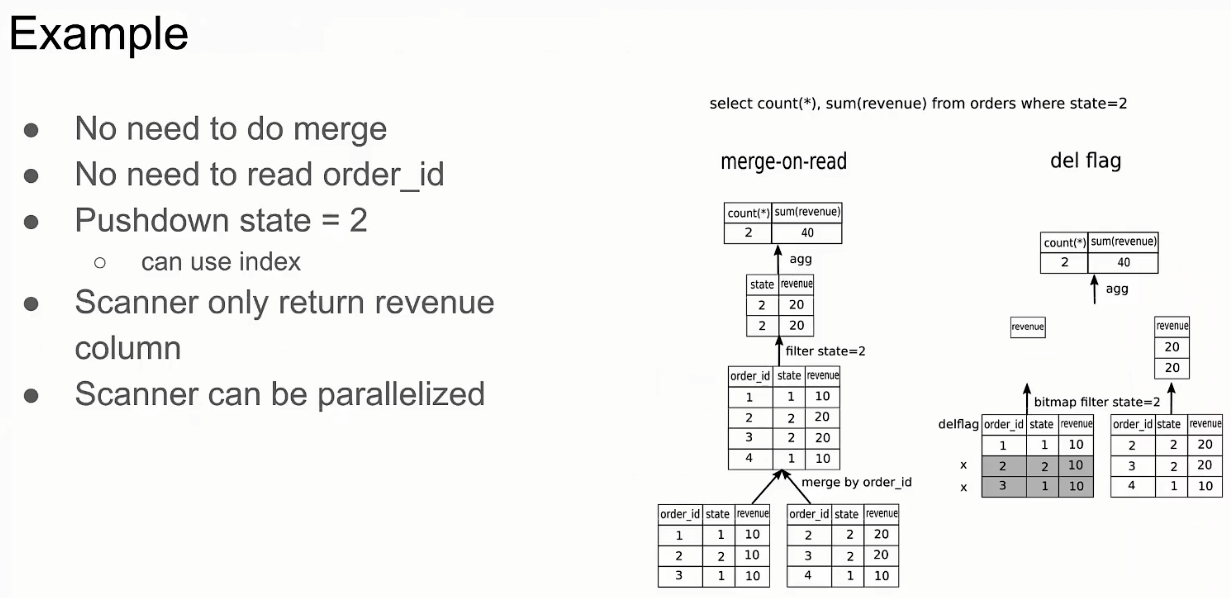 Example
● No need to do merge
● No need to read order_id
● Pushdown state = 2
○ can use index
● Scanner only return revenue
column
● Scanner can be parallelized
select count(*), sum(revenue) from orders where state=2
merge-on-read
count(*) sum(revenue)
2 40
agg
state revenue
2 20
2 20
filter state=2
order_id state revenue
1 1 10
2 2 20
3 2 20
4 1 10
merge by order_id
order_id state revenue
1 1 10
2 2 10
3 1 10
order_id state revenue
2 2 20
3 2 20
4 1 10
del flag
count(*) sum(revenue)
2 40
agg
revenue
revenue
20
20
bitmap filter state=2
delflag order_id state revenue
1 1 10
x 2 2 10
x 3 1 10
order_id state revenue
2 2 20
3 2 20
4 1 10